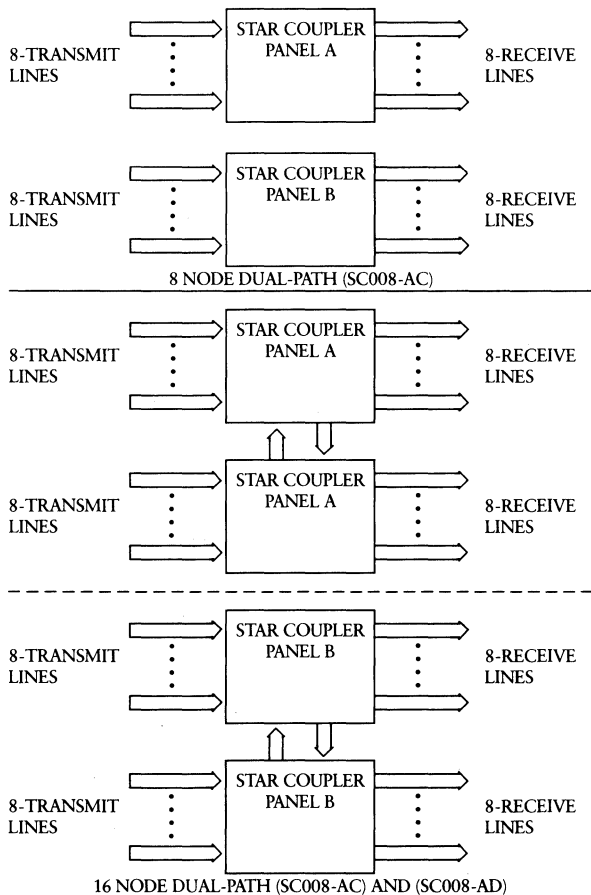 8-TRANSMIT
LINES
STAR COUPLER
PANEL A
8-RECEIVE
LINES
8-TRANSMIT
LINES
STAR COUPLER
PANEL B
8-RECEIVE
LINES
8 NODE DUAL-PATH (SC008-AC)
8-TRANSMIT
LINES
STAR COUPLER
PANEL A
8-RECEIVE
LINES
8-TRANSMIT
LINES
STAR COUPLER
PANEL A
8-RECEIVE
LINES
8-TRANSMIT
LINES
STAR COUPLER
PANEL B
8-RECEIVE
LINES
8-TRANSMIT
LINES
STAR COUPLER
PANEL B
8-RECEIVE
LINES
16 NODE DUAL-PATH (SC008-AC) AND (SC008-AD)